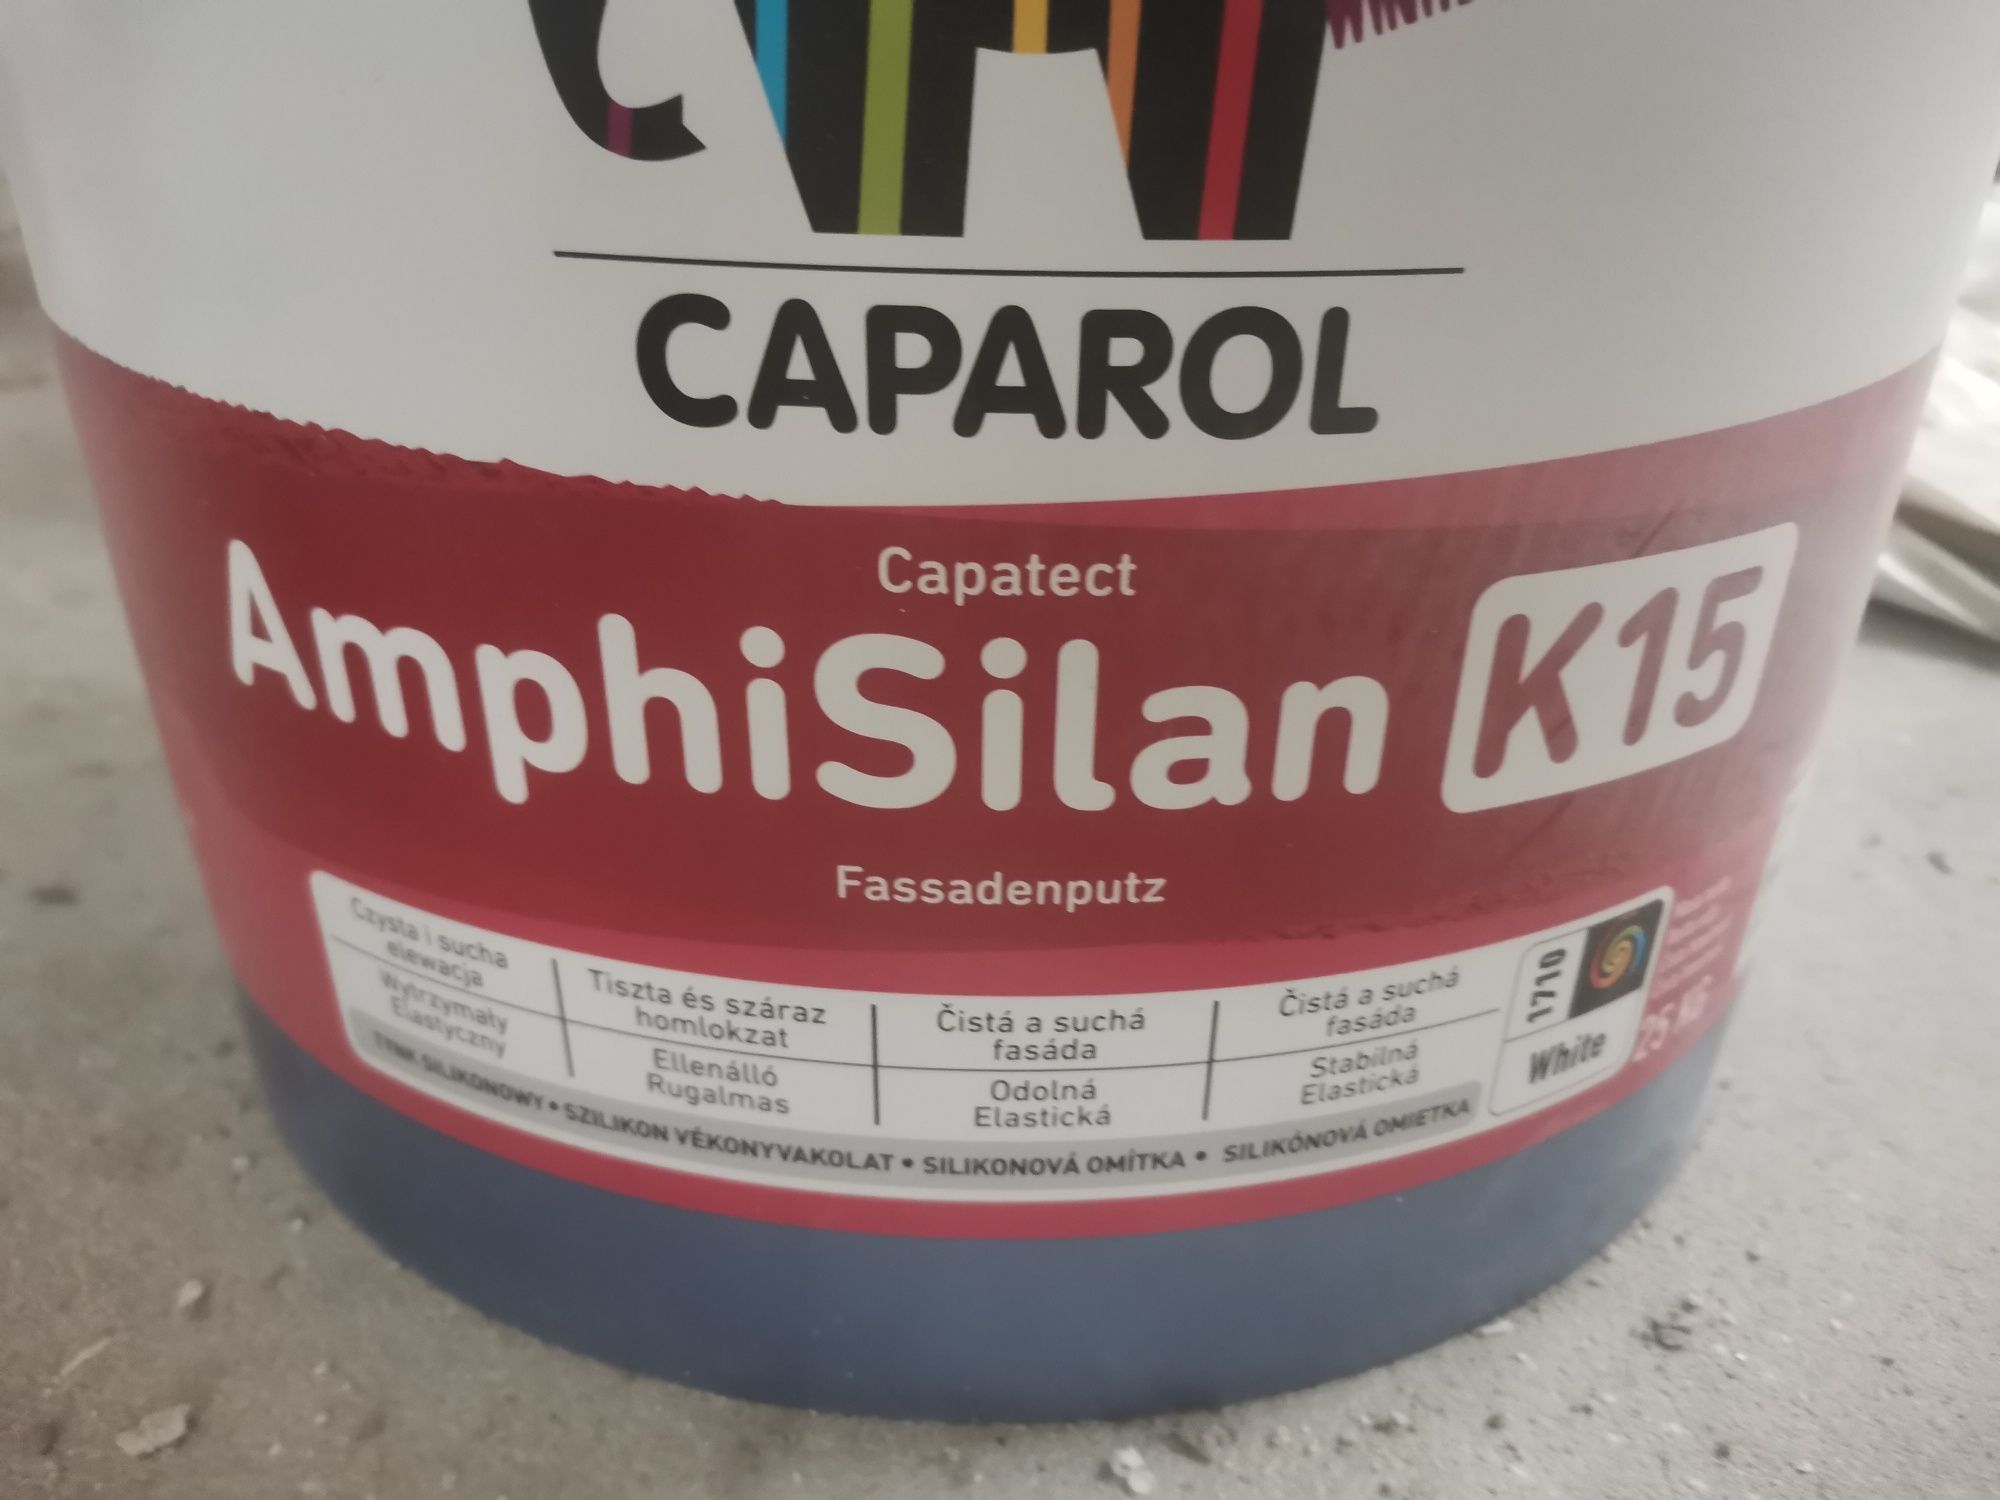 CAPAROL
Capatect
AmphiSilan K15
Fassadenputz
Czysta i sucha
elewacja
Wytrzymały
Elastyczny
Tiszta és száraz
homlokzat
Ellenálló
Rugalmas
Čistá a suchá
fasáda
Odolná
Elastická
Čistá a suchá
fasáda
Stabilná
Elastická
1710
White
25 KG
TYNK SILIKONOWY • SZILIKON VÉKONYVAKOLAT • SILIKONOVÁ OMÍTKA • SILIKÓNOVÁ OMIETKA